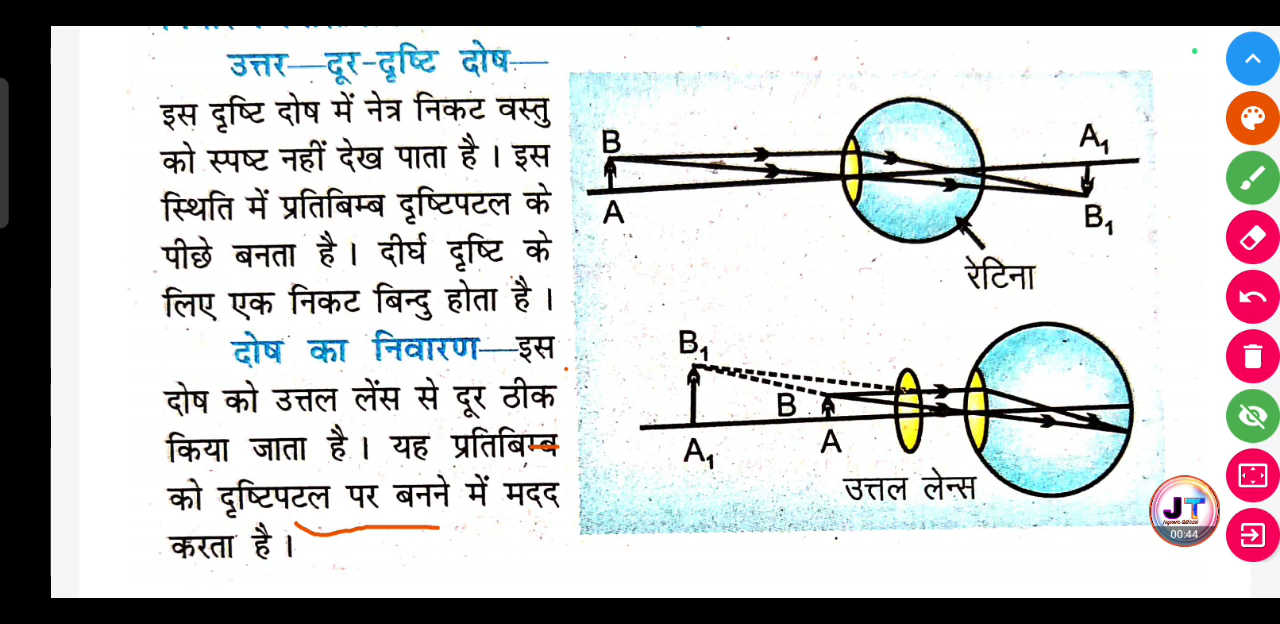 उत्तर—दूर-दृष्टि दोष—
इस दृष्टि दोष में नेत्र निकट वस्तु
को स्पष्ट नहीं देख पाता है । इस
स्थिति में प्रतिबिम्ब दृष्टिपटल के
पीछे बनता है । दीर्घ दृष्टि के
लिए एक निकट बिन्दु होता है ।
दोष का निवारण—इस
दोष को उत्तल लेंस से दूर ठीक
किया जाता है । यह प्रतिबिम्ब
को दृष्टिपटल पर बनने में मदद
करता है ।
B
A
A₁
B₁
रेटिना
B₁
A₁
B
A
उत्तल लेन्स
JT
00:44